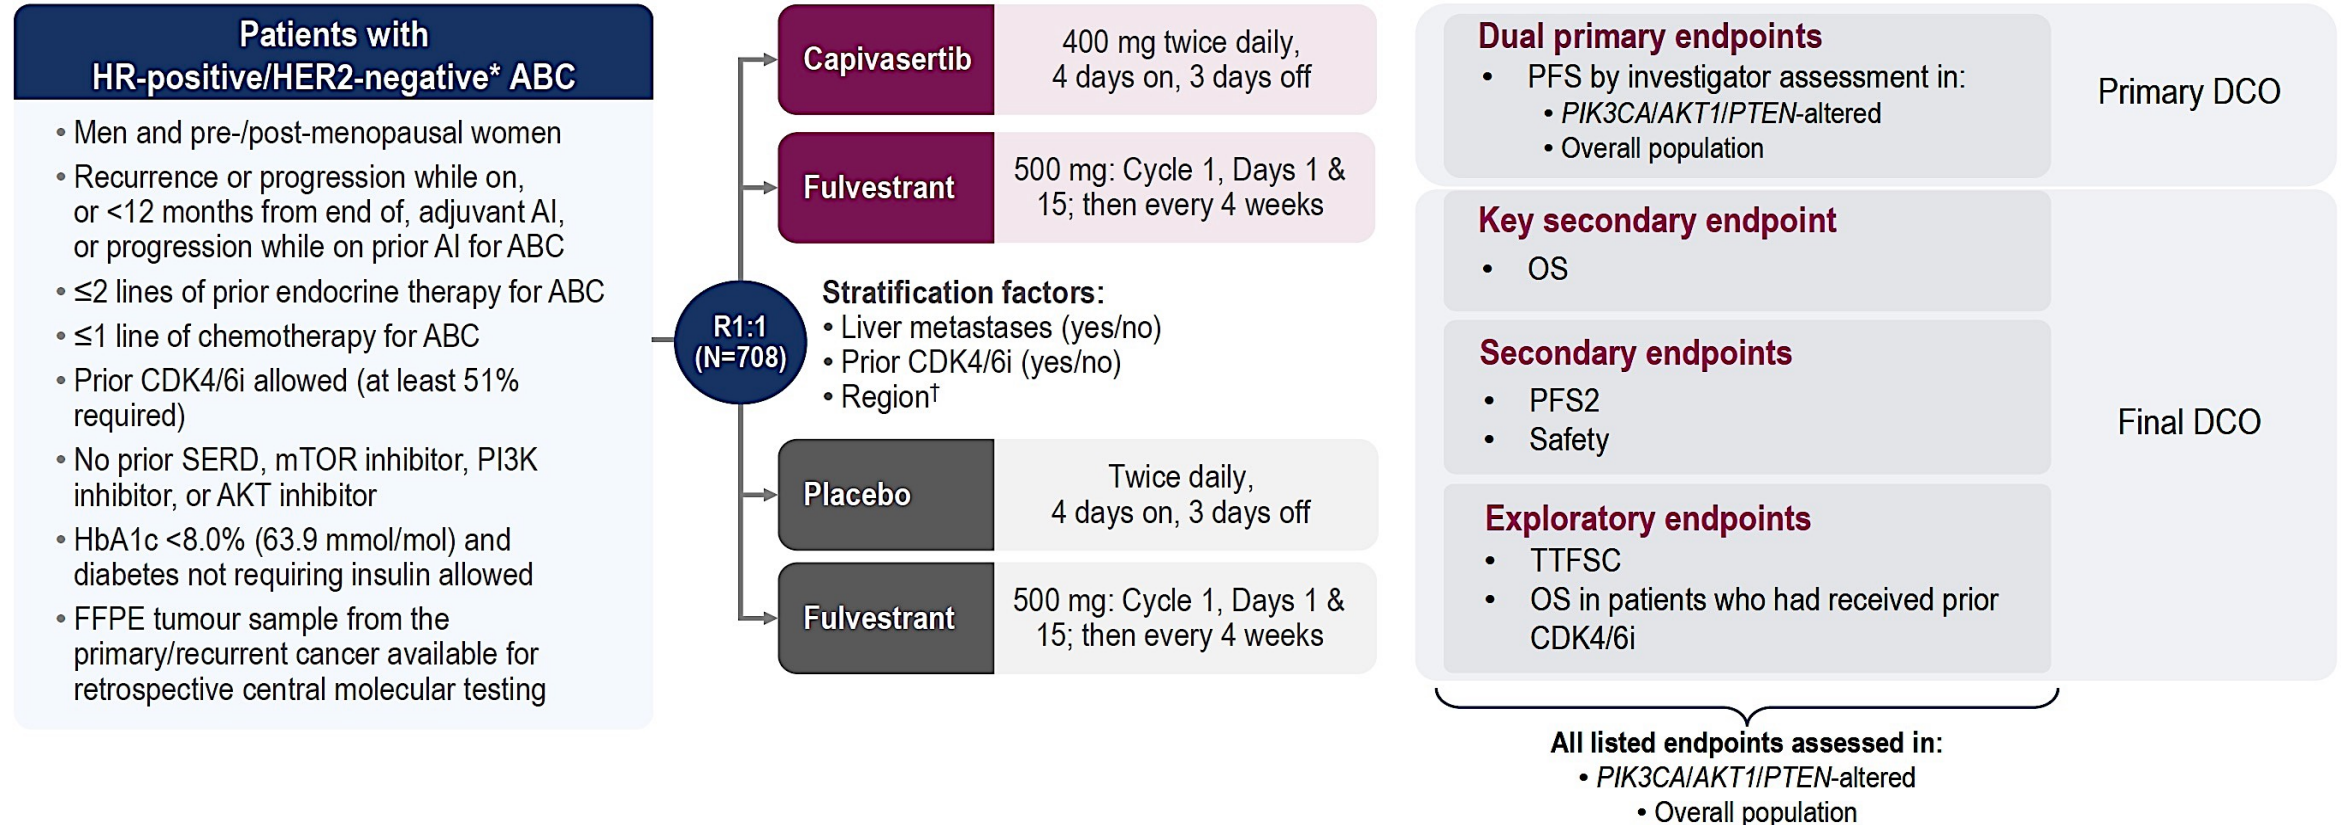 Patients with
HR-positive/HER2-negative* ABC
• Men and pre-/post-menopausal women
• Recurrence or progression while on,
or <12 months from end of, adjuvant AI,
or progression while on prior AI for ABC
• ≤2 lines of prior endocrine therapy for ABC
• ≤1 line of chemotherapy for ABC
• Prior CDK4/6i allowed (at least 51%
required)
• No prior SERD, mTOR inhibitor, PI3K
inhibitor, or AKT inhibitor
• HbA1c <8.0% (63.9 mmol/mol) and
diabetes not requiring insulin allowed
• FFPE tumour sample from the
primary/recurrent cancer available for
retrospective central molecular testing
R1:1
(N=708)
Capivasertib
400 mg twice daily,
4 days on, 3 days off
Fulvestrant
500 mg: Cycle 1, Days 1 &
15; then every 4 weeks
Stratification factors:
• Liver metastases (yes/no)
• Prior CDK4/6i (yes/no)
• Region†
Placebo
Twice daily,
4 days on, 3 days off
Fulvestrant
500 mg: Cycle 1, Days 1 &
15; then every 4 weeks
Dual primary endpoints
• PFS by investigator assessment in:
• PIK3CA/AKT1/PTEN-altered
• Overall population
Primary DCO
Key secondary endpoint
• OS
Secondary endpoints
• PFS2
• Safety
Exploratory endpoints
• TTFSC
• OS in patients who had received prior
CDK4/6i
Final DCO
All listed endpoints assessed in:
• PIK3CA/AKT1/PTEN-altered
• Overall population